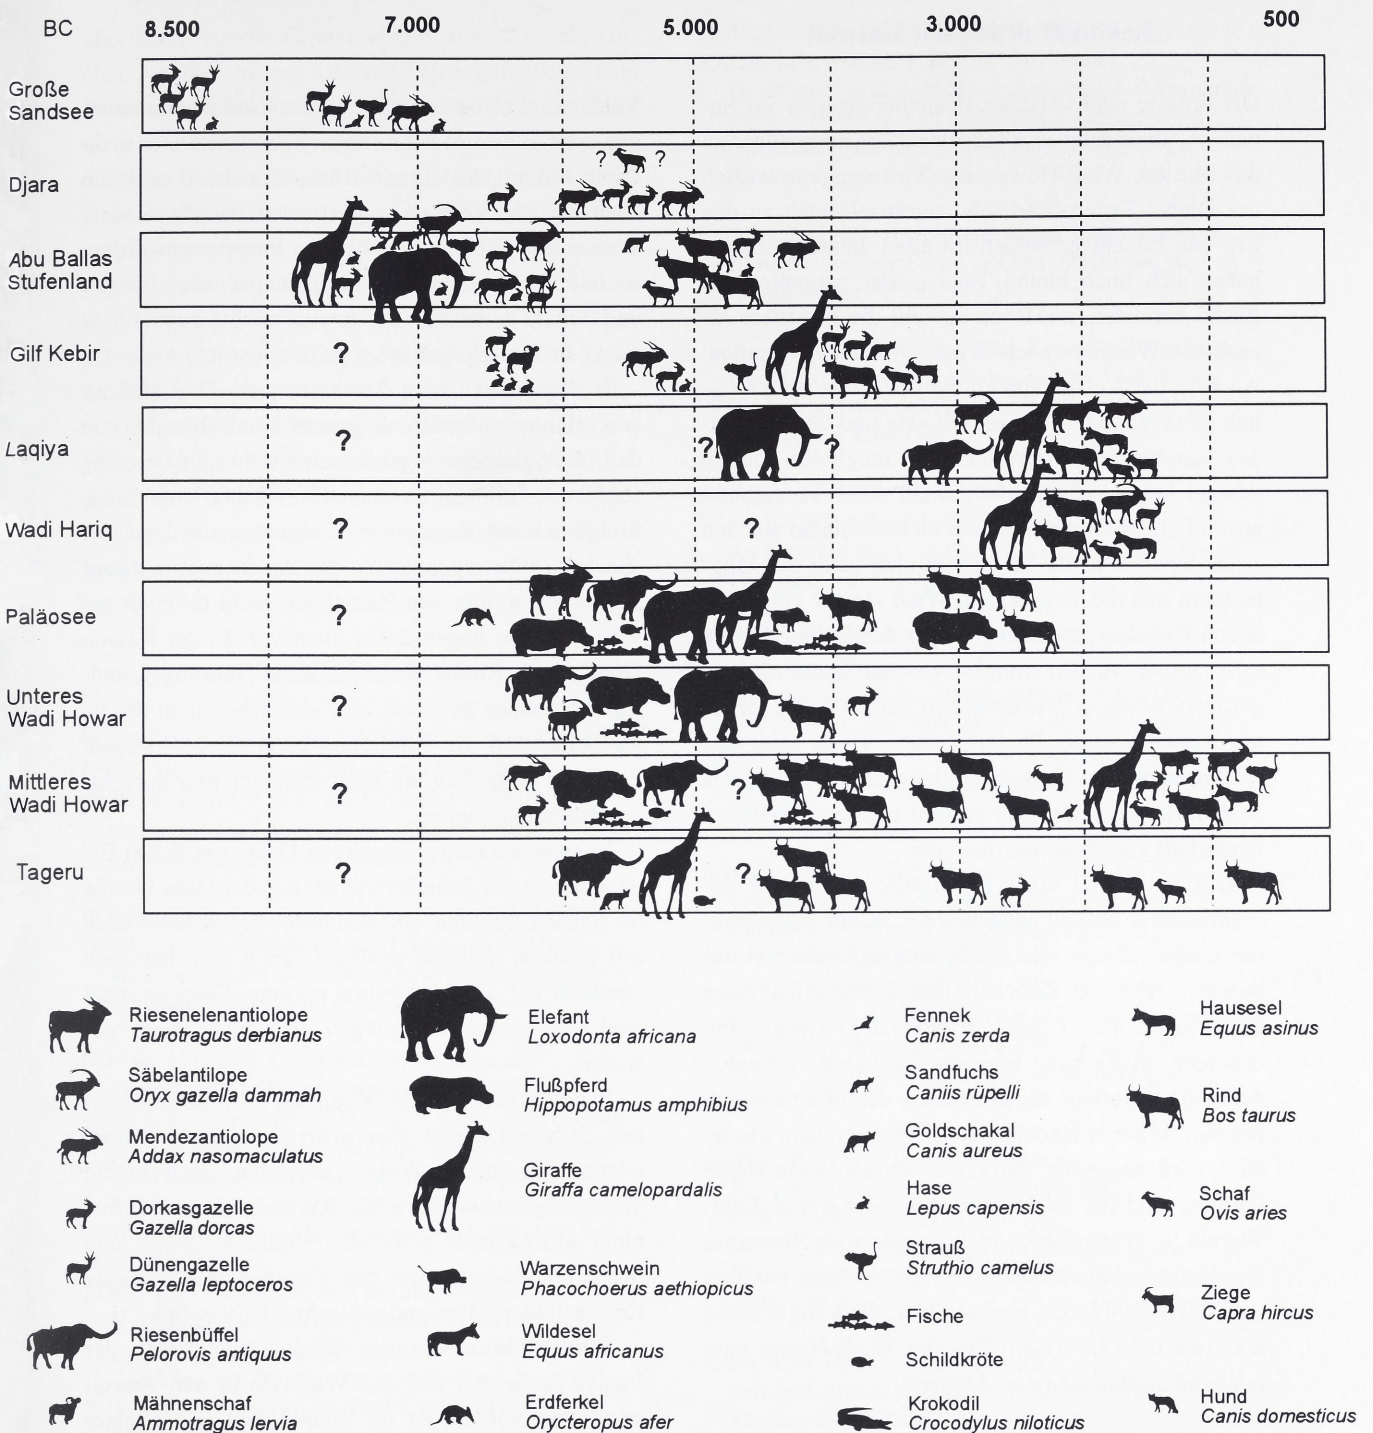 BC 8.500 7.000 5.000 3.000 500
Große
Sandsee
Djara ? ?
Abu Ballas
Stufenland
Gilf Kebir ?
Laqiya ? ? ?
Wadi Hariq ? ?
Paläosee ?
Unteres
Wadi Howar ?
Mittleres
Wadi Howar ? ?
Tageru ? ?
Riesenelenantiolope
Taurotragus derbianus
Säbelantilope
Oryx gazella dammah
Mendezantiolope
Addax nasomaculatus
Dorkasgazelle
Gazella dorcas
Dünengazelle
Gazella leptoceros
Riesenbüffel
Pelorovis antiquus
Mähnenschaf
Ammotragus lervia
Elefant
Loxodonta africana
Flußpferd
Hippopotamus amphibius
Giraffe
Giraffa camelopardalis
Warzenschwein
Phacochoerus aethiopicus
Wildesel
Equus africanus
Erdferkel
Orycteropus afer
Fennek
Canis zerda
Sandfuchs
Caniis rüpelli
Goldschakal
Canis aureus
Hase
Lepus capensis
Strauß
Struthio camelus
Fische
Schildkröte
Krokodil
Crocodylus niloticus
Hausesel
Equus asinus
Rind
Bos taurus
Schaf
Ovis aries
Ziege
Capra hircus
Hund
Canis domesticus